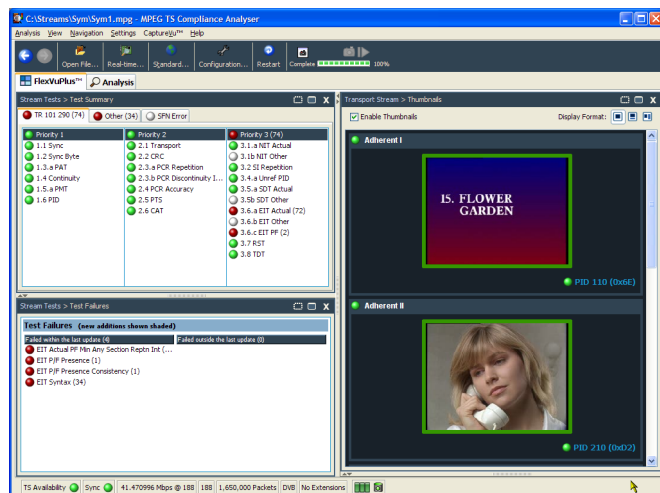 C:\Streams\Sym\Sym1.mpg - MPEG TS Compliance Analyser
Analysis View Navigation Settings CaptureVu™ Help
Open File... Real-time... Standard... Configuration... Restart Complete 100%
FlexVuPlus™ Analysis
Stream Tests > Test Summary
TR 101 290 (74) Other (34) SFN Error
Priority 1
1.1 Sync
1.2 Sync Byte
1.3.a PAT
1.4 Continuity
1.5.a PMT
1.6 PID
Priority 2
2.1 Transport
2.2 CRC
2.3.a PCR Repetition
2.3.b PCR Discontinuity I...
2.4 PCR Accuracy
2.5 PTS
2.6 CAT
Priority 3 (74)
3.1.a NIT Actual
3.1b NIT Other
3.2 SI Repetition
3.4.a Unref PID
3.5.a SDT Actual
3.5b SDT Other
3.6.a EIT Actual (72)
3.6.b EIT Other
3.6.c EIT PF (2)
3.7 RST
3.8 TDT
Stream Tests > Test Failures
Test Failures (new additions shown shaded)
Failed within the last update (4) Failed outside the last update (0)
EIT Actual PF Min Any Section Reptn Int (...
EIT P/F Presence (1)
EIT P/F Presence Consistency (1)
EIT Syntax (34)
Transport Stream > Thumbnails
Enable Thumbnails Display Format:
Adherent I
15. FLOWER
GARDEN
PID 110 (0x6E)
Adherent II
PID 210 (0xD2)
TS Availability Sync 41.470996 Mbps @ 188 188 1,650,000 Packets DVB No Extensions